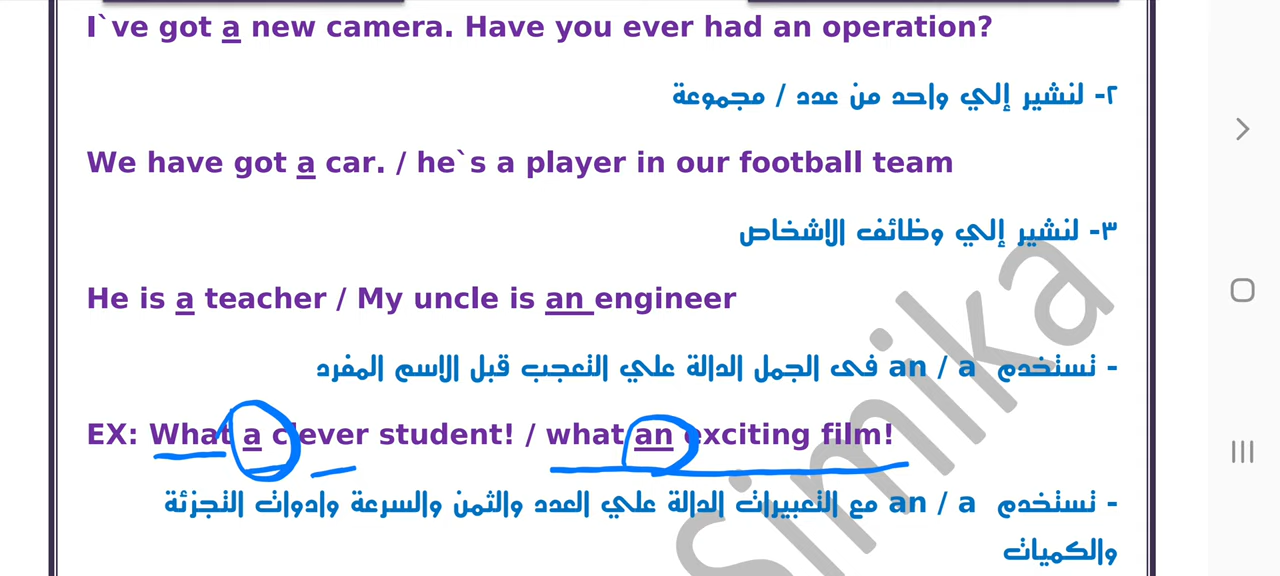 I`ve got a new camera. Have you ever had an operation?
٢- لنشير إلي واحد من عدد / مجموعة
We have got a car. / he`s a player in our football team
٣- لنشير إلي وظائف الاشخاص
He is a teacher / My uncle is an engineer
- تستخدم an / a فى الجمل الدالة علي التعجب قبل الاسم المفرد
EX: What a clever student! / what an exciting film!
- تستخدم an / a مع التعبيرات الدالة علي العدد والثمن والسرعة وادوات التجزئة
والكميات
Simika